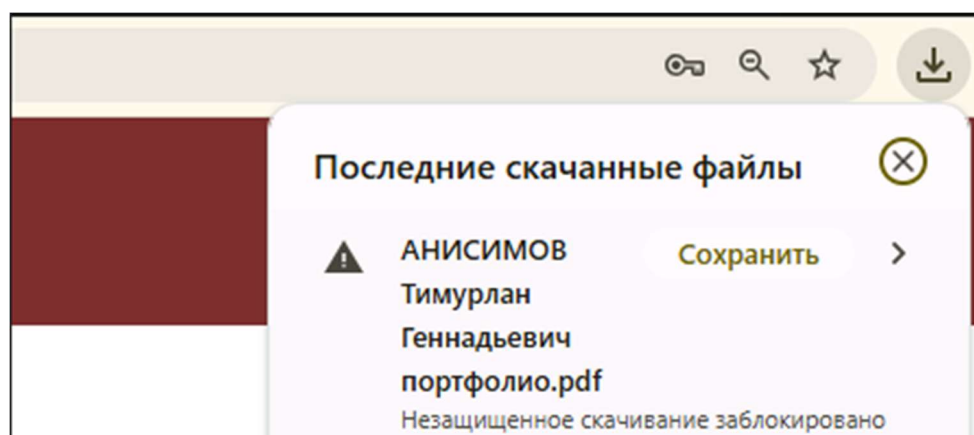 Последние скачанные файлы
АНИСИМОВ Сохранить
Тимурлан
Геннадьевич
портфолио.pdf
Незащищенное скачивание заблокировано